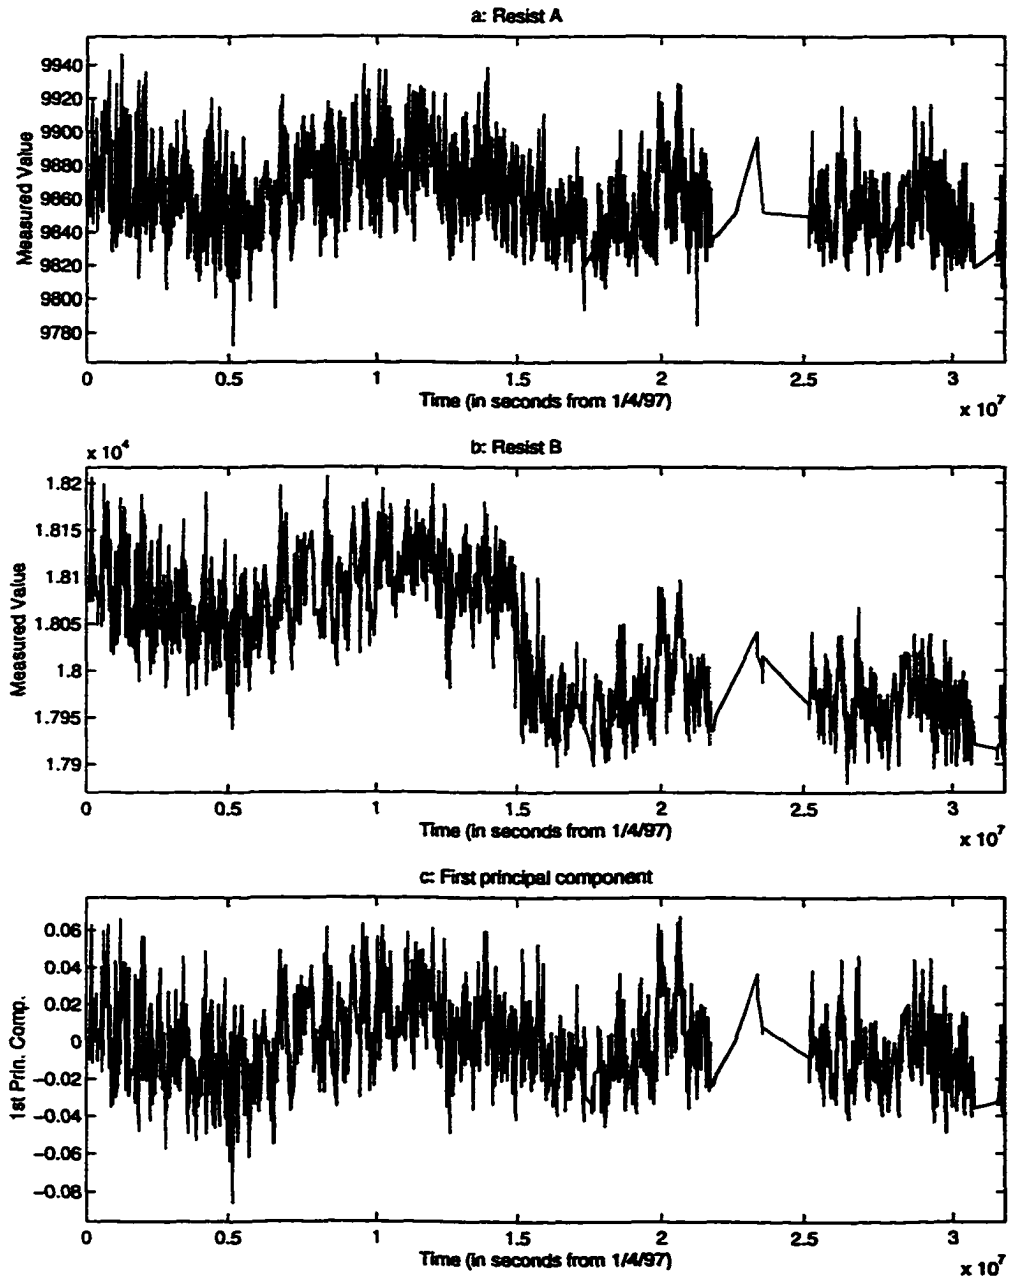 a: Resist A
9940
9920
9900
9880
9860
9840
9820
9800
9780
Measured Value
0 0.5 1 1.5 2 2.5 3
Time (in seconds from 1/4/97)
x 10^7
x 10^4
b: Resist B
1.82
1.815
1.81
1.805
1.8
1.795
1.79
Measured Value
0 0.5 1 1.5 2 2.5 3
Time (in seconds from 1/4/97)
x 10^7
c: First principal component
0.06
0.04
0.02
0
−0.02
−0.04
−0.06
−0.08
1st Prin. Comp.
0 0.5 1 1.5 2 2.5 3
Time (in seconds from 1/4/97)
x 10^7